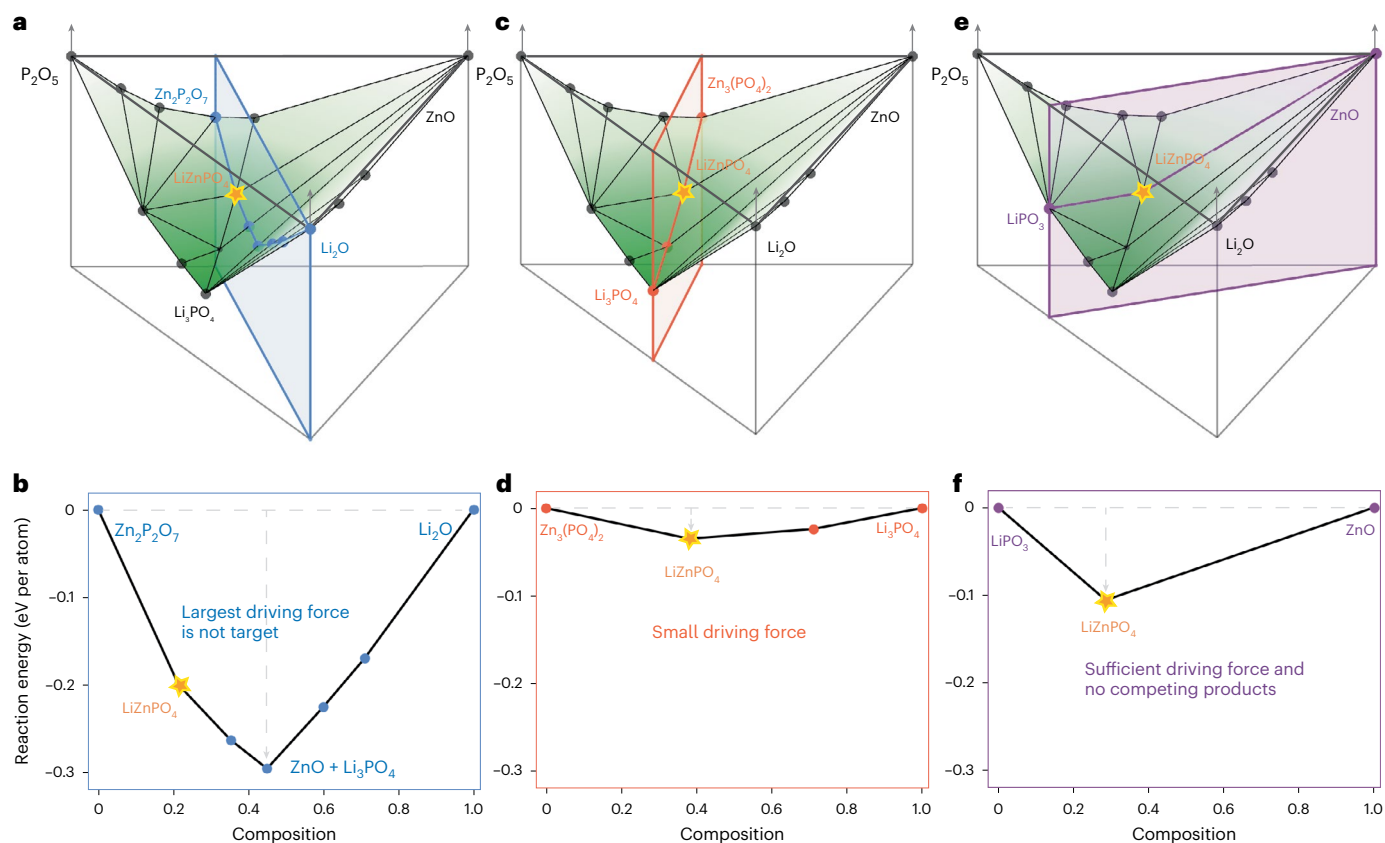 a
P₂O₅
Zn₂P₂O₇
ZnO
LiZnPO₄
Li₂O
Li₃PO₄
c
P₂O₅
Zn₃(PO₄)₂
ZnO
LiZnPO₄
Li₂O
Li₃PO₄
e
P₂O₅
ZnO
LiZnPO₄
LiPO₃
Li₂O
b
Reaction energy (eV per atom)
0
−0.1
−0.2
−0.3
Zn₂P₂O₇
Li₂O
Largest driving force
is not target
LiZnPO₄
ZnO + Li₃PO₄
0 0.2 0.4 0.6 0.8 1.0
Composition
d
0
−0.1
−0.2
−0.3
Zn₃(PO₄)₂
Li₃PO₄
LiZnPO₄
Small driving force
0 0.2 0.4 0.6 0.8 1.0
Composition
f
0
−0.1
−0.2
−0.3
LiPO₃
ZnO
LiZnPO₄
Sufficient driving force and
no competing products
0 0.2 0.4 0.6 0.8 1.0
Composition